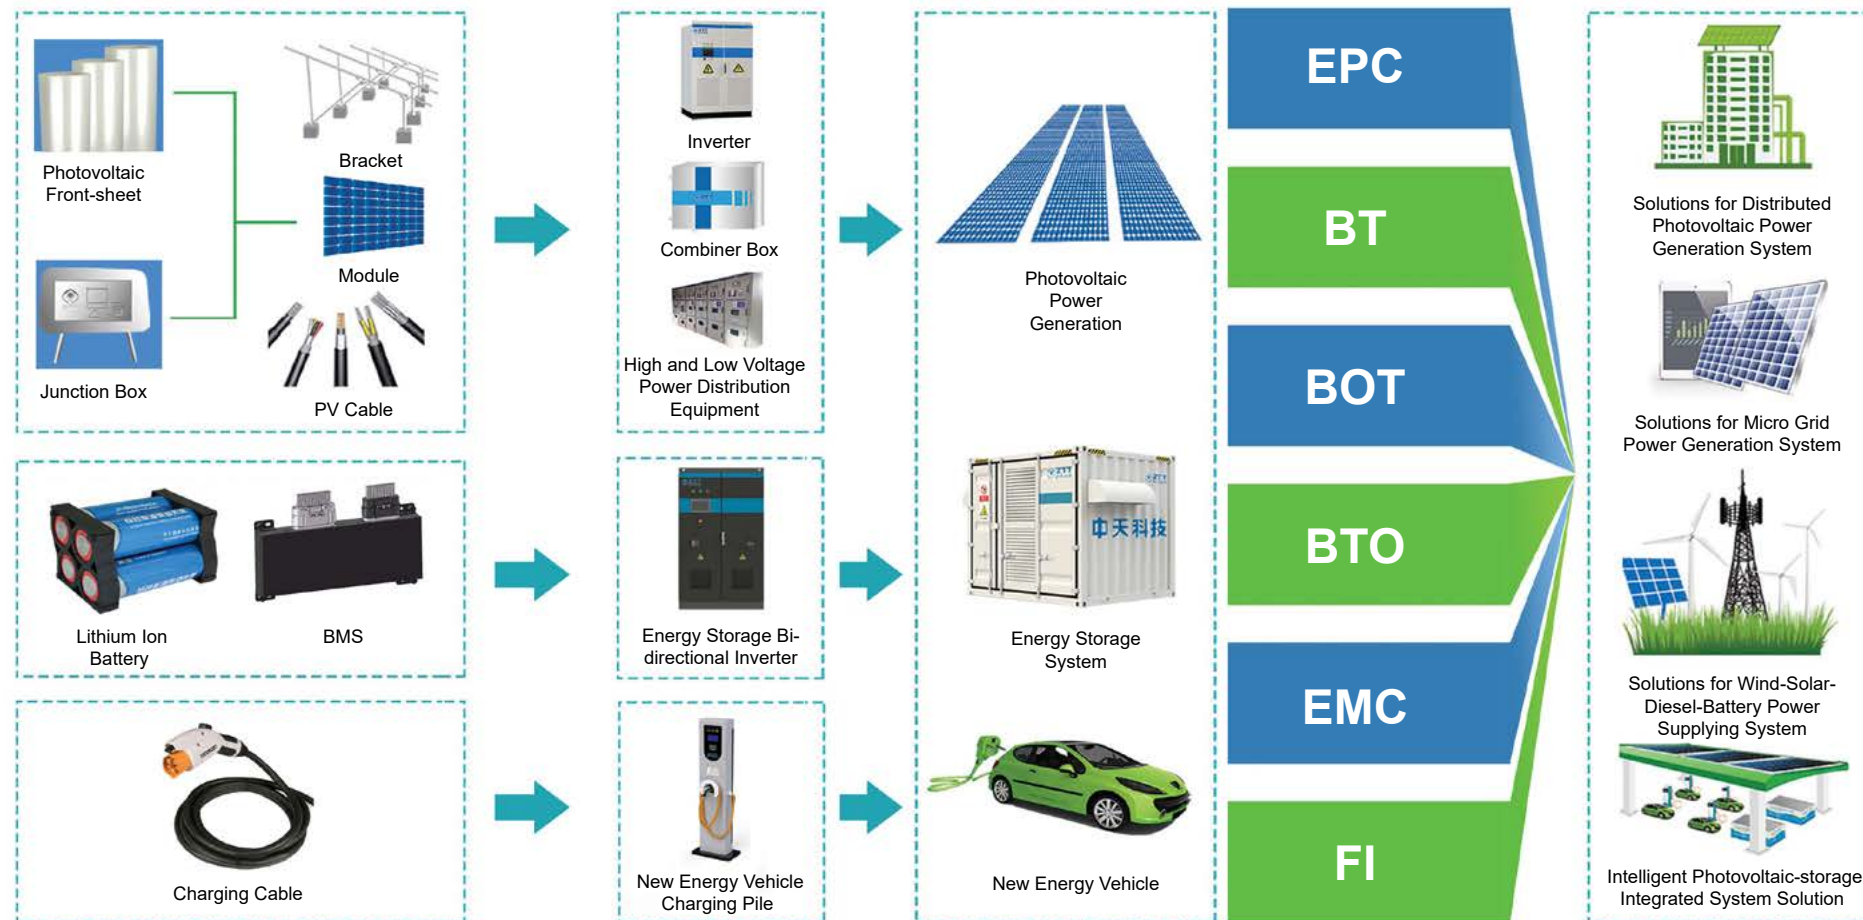 Photovoltaic
Front-sheet
Bracket
Module
Junction Box
PV Cable
Inverter
Combiner Box
High and Low Voltage
Power Distribution
Equipment
Photovoltaic
Power
Generation
Lithium Ion
Battery
BMS
Energy Storage Bi-
directional Inverter
ZTT
ZTT
中天科技
Energy Storage
System
Charging Cable
New Energy Vehicle
Charging Pile
New Energy Vehicle
EPC
BT
BOT
BTO
EMC
FI
Solutions for Distributed
Photovoltaic Power
Generation System
Solutions for Micro Grid
Power Generation System
Solutions for Wind-Solar-
Diesel-Battery Power
Supplying System
Intelligent Photovoltaic-storage
Integrated System Solution